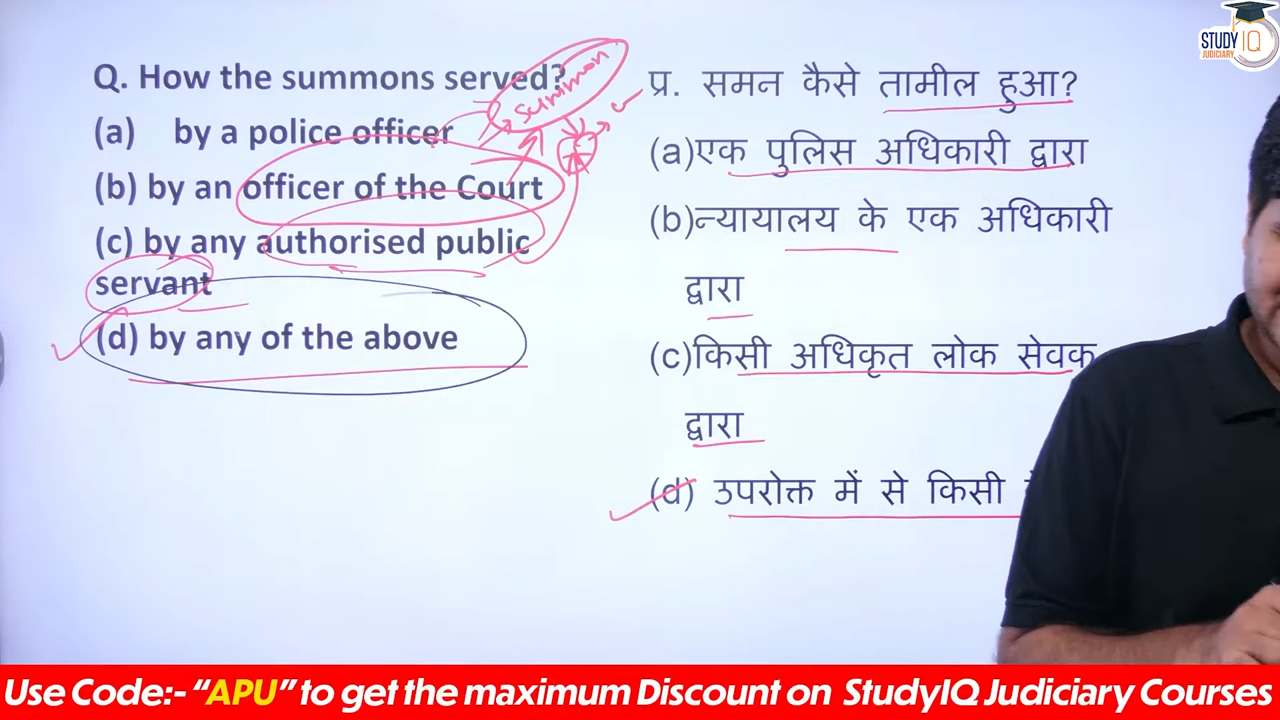 STUDY IQ
JUDICIARY
Q. How the summons served?
(a) by a police officer
(b) by an officer of the Court
(c) by any authorised public
servant
(d) by any of the above
summon
प्र. समन कैसे तामील हुआ?
(a)एक पुलिस अधिकारी द्वारा
(b)न्यायालय के एक अधिकारी
द्वारा
(c)किसी अधिकृत लोक सेवक
द्वारा
(d) उपरोक्त में से किसी
Use Code:- “APU” to get the maximum Discount on StudyIQ Judiciary Courses